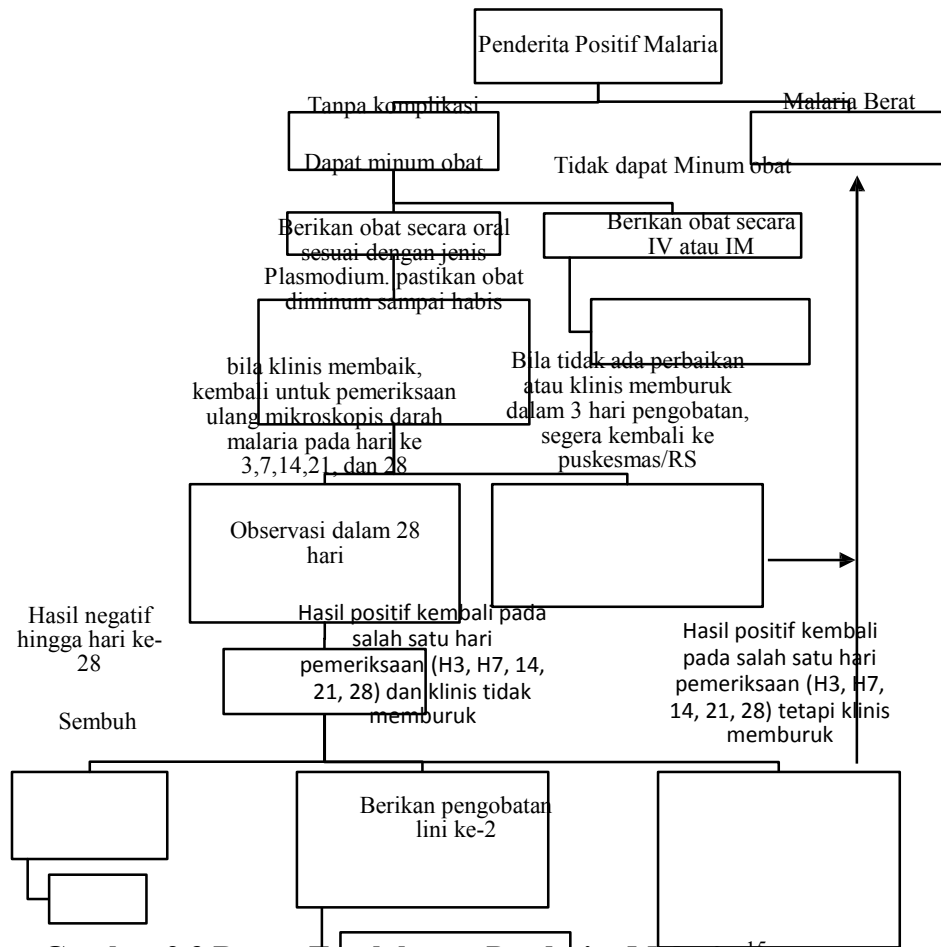 Penderita Positif Malaria
Tanpa komplikasi
Malaria Berat
Dapat minum obat
Tidak dapat Minum obat
Berikan obat secara oral
sesuai dengan jenis
Plasmodium. pastikan obat
diminum sampai habis
Berikan obat secara
IV atau IM
bila klinis membaik,
kembali untuk pemeriksaan
ulang mikroskopis darah
malaria pada hari ke
3,7,14,21, dan 28
Bila tidak ada perbaikan
atau klinis memburuk
dalam 3 hari pengobatan,
segera kembali ke
puskesmas/RS
Observasi dalam 28
hari
Hasil negatif
hingga hari ke-
28
Hasil positif kembali pada
salah satu hari
pemeriksaan (H3, H7, 14,
21, 28) dan klinis tidak
memburuk
Hasil positif kembali
pada salah satu hari
pemeriksaan (H3, H7,
14, 21, 28) tetapi klinis
memburuk
Sembuh
Berikan pengobatan
lini ke-2